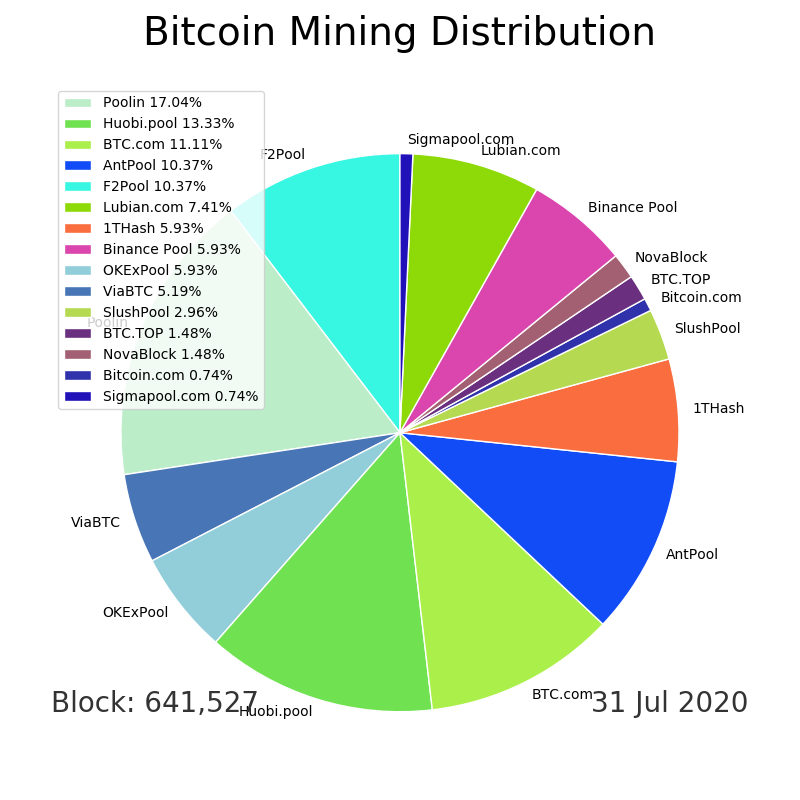 Bitcoin Mining Distribution
Poolin 17.04%
Huobi.pool 13.33%
BTC.com 11.11%
AntPool 10.37%
F2Pool 10.37%
Lubian.com 7.41%
1THash 5.93%
Binance Pool 5.93%
OKExPool 5.93%
ViaBTC 5.19%
SlushPool 2.96%
BTC.TOP 1.48%
NovaBlock 1.48%
Bitcoin.com 0.74%
Sigmapool.com 0.74%
Sigmapool.com
Lubian.com
Binance Pool
NovaBlock
BTC.TOP
Bitcoin.com
SlushPool
1THash
AntPool
BTC.com
Huobi.pool
OKExPool
ViaBTC
Poolin
F2Pool
Block: 641,527
31 Jul 2020